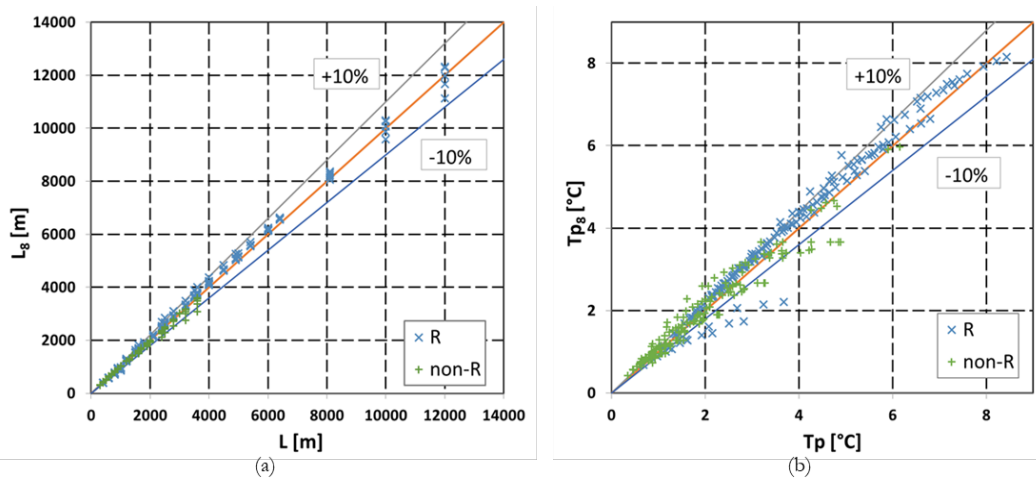 14000
12000
10000
8000
6000
4000
2000
0
L₈ [m]
+10%
-10%
R
non-R
0 2000 4000 6000 8000 10000 12000 14000
L [m]
(a)
8
6
4
2
0
Tp₈ [°C]
+10%
-10%
R
non-R
0 2 4 6 8
Tp [°C]
(b)